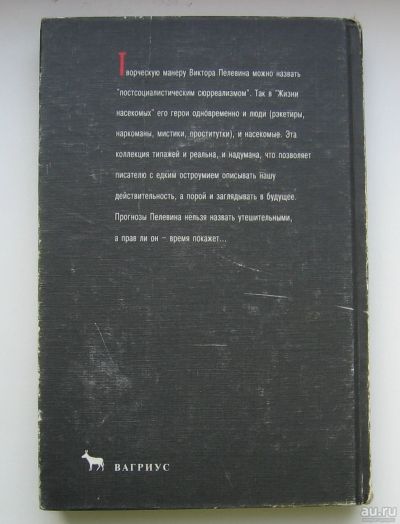 Творческую манеру Виктора Пелевина можно назвать
"постсоциалистическим сюрреализмом". Так в "Жизни
насекомых" его герои одновременно и люди (рэкетиры,
наркоманы, мистики, проститутки), и насекомые. Эта
коллекция типажей и реальна, и надумана, что позволяет
писателю с едким остроумием описывать нашу
действительность, а порой и заглядывать в будущее.
Прогнозы Пелевина нельзя назвать утешительными,
а прав ли он – время покажет...
ВАГРИУС
au.ru